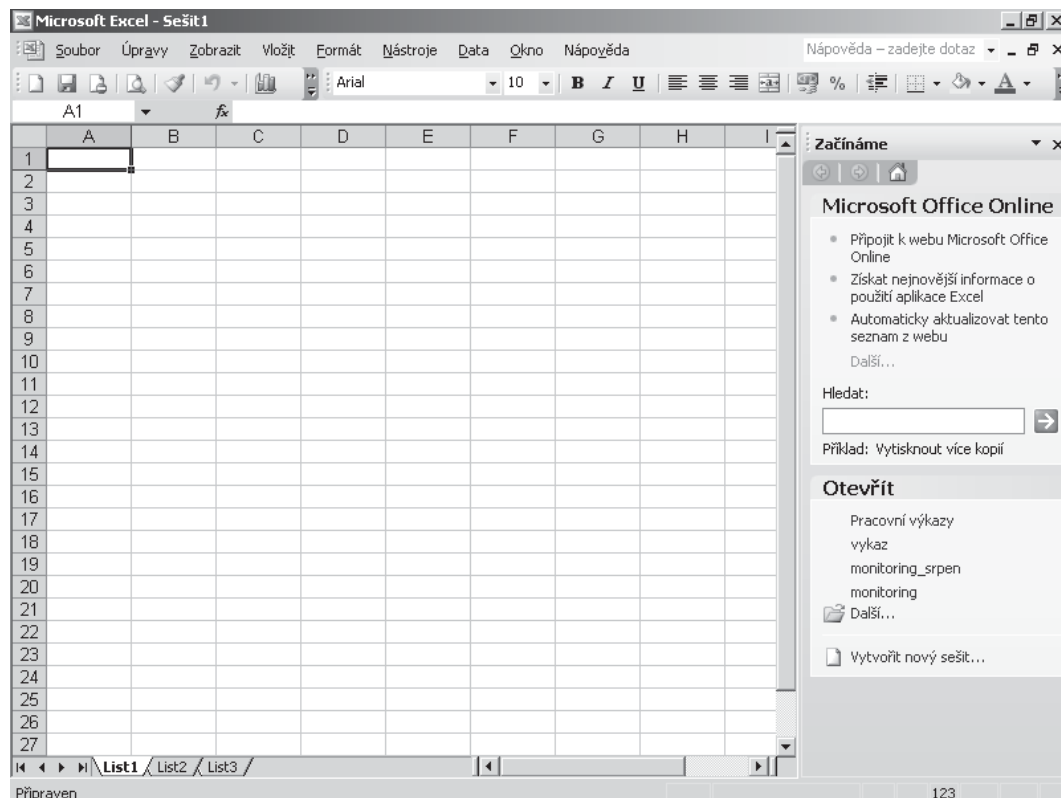 Microsoft Excel - Sešit1
Soubor Úpravy Zobrazit Vložit Formát Nástroje Data Okno Nápověda Nápověda – zadejte dotaz
Arial 10 B I U % A
A1 fx
A B C D E F G H I
1
2
3
4
5
6
7
8
9
10
11
12
13
14
15
16
17
18
19
20
21
22
23
24
25
26
27
List1 List2 List3
Připraven 123
Začínáme
Microsoft Office Online
Připojit k webu Microsoft Office
Online
Získat nejnovější informace o
použití aplikace Excel
Automaticky aktualizovat tento
seznam z webu
Další...
Hledat:
Příklad: Vytisknout více kopií
Otevřít
Pracovní výkazy
vykaz
monitoring_srpen
monitoring
Další...
Vytvořit nový sešit...